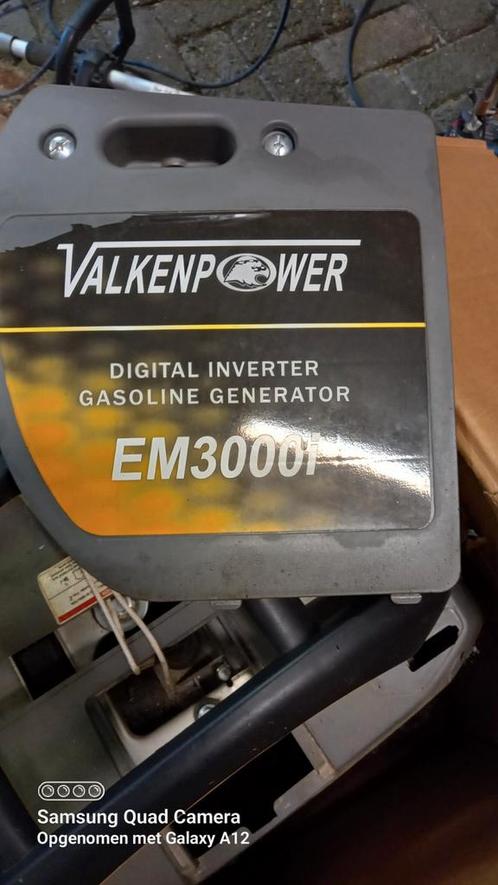 VALKENPOWER
DIGITAL INVERTER
GASOLINE GENERATOR
EM3000i
Samsung Quad Camera
Opgenomen met Galaxy A12